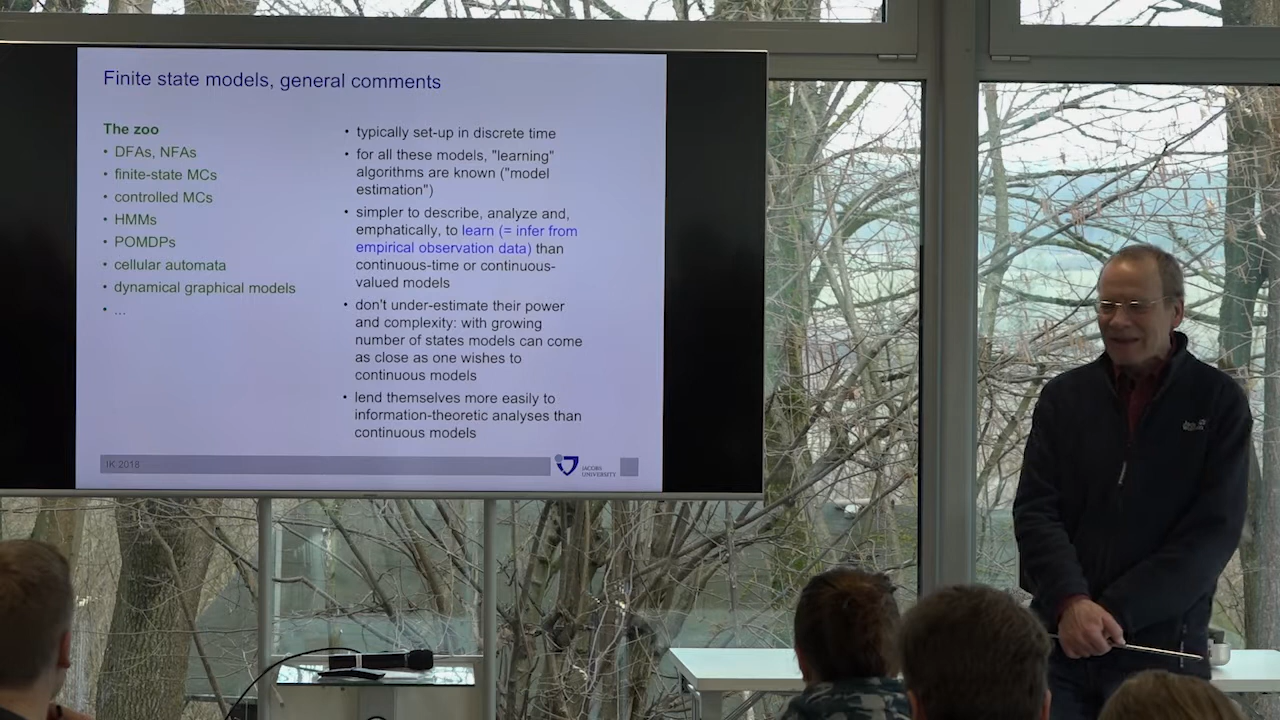 Finite state models, general comments
The zoo
• DFAs, NFAs
• finite-state MCs
• controlled MCs
• HMMs
• POMDPs
• cellular automata
• dynamical graphical models
• ...
• typically set-up in discrete time
• for all these models, "learning"
algorithms are known ("model
estimation")
• simpler to describe, analyze and,
emphatically, to learn (= infer from
empirical observation data) than
continuous-time or continuous-
valued models
• don't under-estimate their power
and complexity: with growing
number of states models can come
as close as one wishes to
continuous models
• lend themselves more easily to
information-theoretic analyses than
continuous models
IK 2018
JACOBS
UNIVERSITY